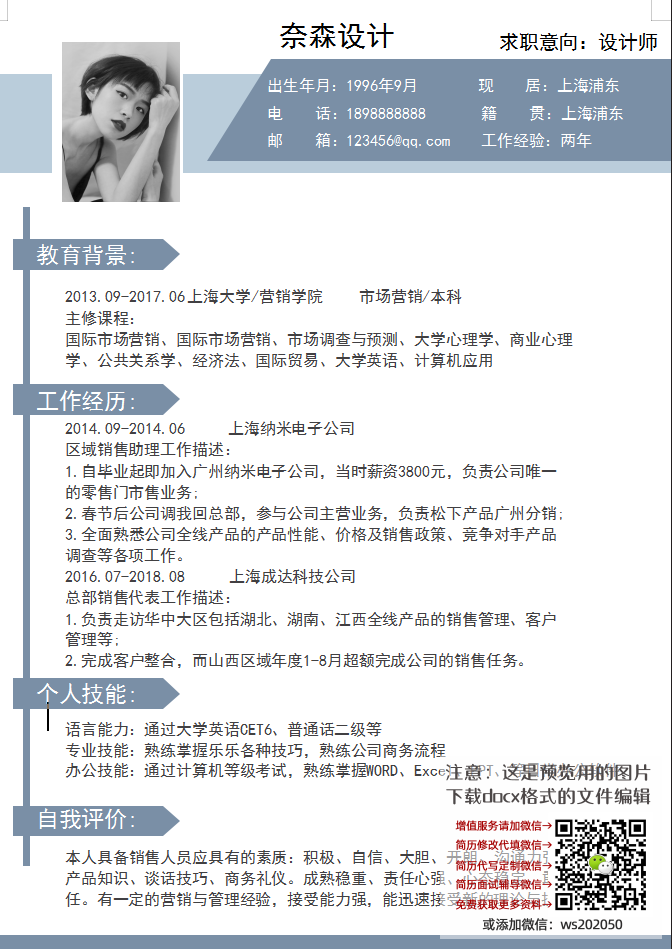 奈森设计
求职意向：设计师
出生年月：1996年9月 现 居：上海浦东
电 话：1898888888 籍 贯：上海浦东
邮 箱：123456@qq.com 工作经验：两年
教育背景：
2013.09-2017.06上海大学/营销学院 市场营销/本科
主修课程：
国际市场营销、国际市场营销、市场调查与预测、大学心理学、商业心理
学、公共关系学、经济法、国际贸易、大学英语、计算机应用
工作经历：
2014.09-2014.06 上海纳米电子公司
区域销售助理工作描述：
1.自毕业起即加入广州纳米电子公司，当时薪资3800元，负责公司唯一
的零售门市售业务；
2.春节后公司调我回总部，参与公司主营业务，负责松下产品广州分销；
3.全面熟悉公司全线产品的产品性能、价格及销售政策、竞争对手产品
调查等各项工作。
2016.07-2018.08 上海成达科技公司
总部销售代表工作描述：
1.负责走访华中大区包括湖北、湖南、江西全线产品的销售管理、客户
管理等；
2.完成客户整合，而山西区域年度1-8月超额完成公司的销售任务。
个人技能：
语言能力：通过大学英语CET6、普通话二级等
专业技能：熟练掌握乐乐各种技巧，熟练公司商务流程
办公技能：通过计算机等级考试，熟练掌握WORD、Excel、PPT、
注意：这是预览用的图片
下载docx格式的文件编辑
自我评价：
本人具备销售人员应具有的素质：积极、自信、大胆、开朗、沟通力
产品知识、谈话技巧、商务礼仪。成熟稳重、责任心强、心态稳定、
任。有一定的营销与管理经验，接受能力强，能迅速接受新的理论与
增值服务请加微信→
简历修改代填微信→
简历代写定制微信→
简历面试辅导微信→
免费获取更多资料→
或添加微信：ws202050